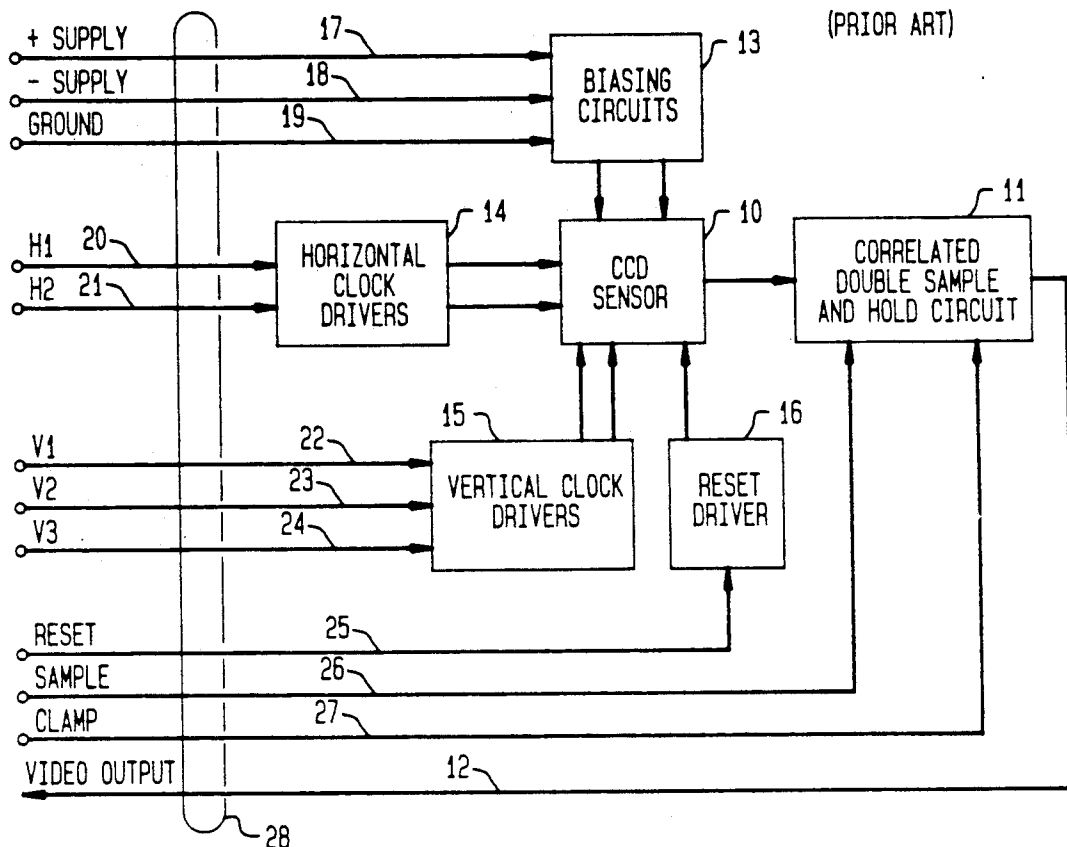 (PRIOR ART)
+ SUPPLY
17
13
- SUPPLY
18
BIASING
CIRCUITS
GROUND
19
14
10
11
H1
20
HORIZONTAL
CLOCK
DRIVERS
CCD
SENSOR
CORRELATED
DOUBLE SAMPLE
AND HOLD CIRCUIT
H2
21
15
16
V1
22
VERTICAL CLOCK
DRIVERS
RESET
DRIVER
V2
23
V3
24
RESET
25
SAMPLE
26
CLAMP
27
VIDEO OUTPUT
12
28